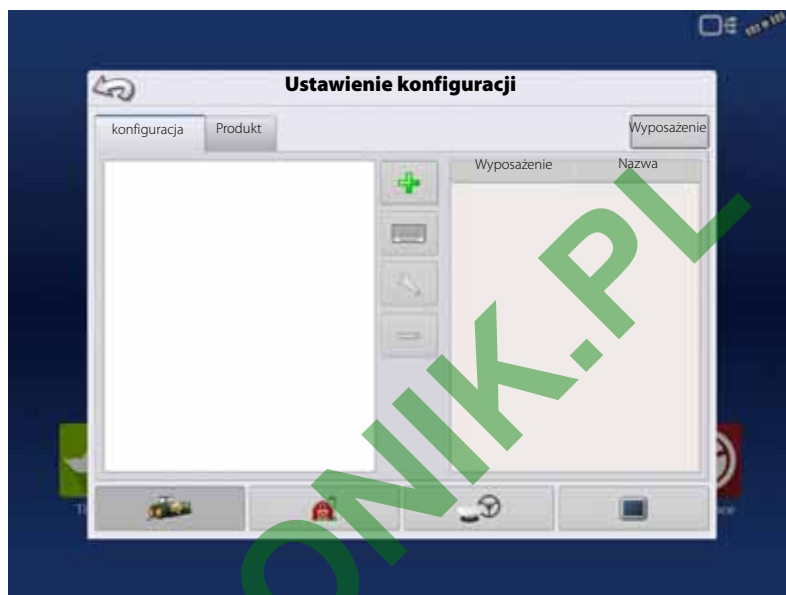 Ustawienie konfiguracji
konfiguracja
Produkt
Wyposażenie
Wyposażenie
Nazwa
ONIK.PL